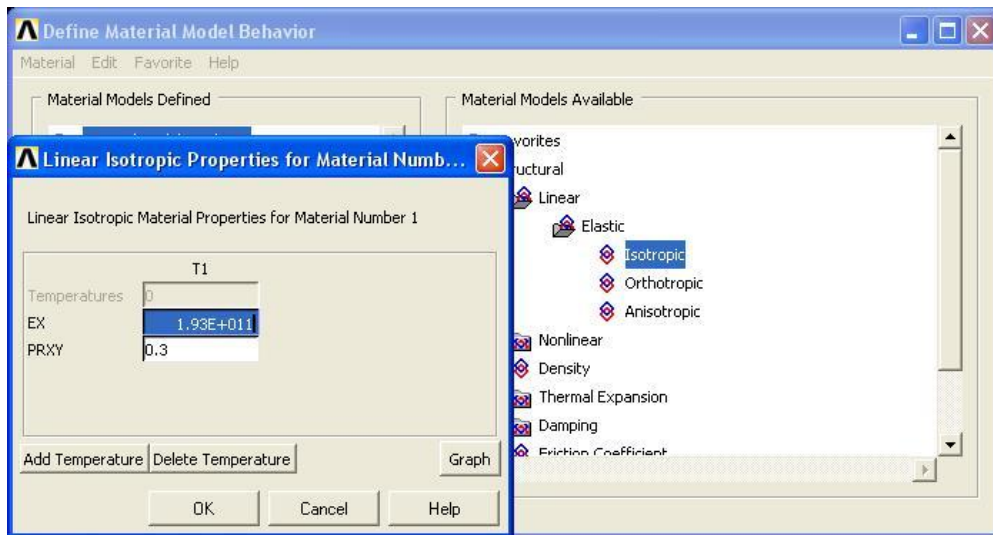 Define Material Model Behavior
Material Edit Favorite Help
Material Models Defined
Material Models Available
Linear
Elastic
Isotropic
Orthotropic
Anisotropic
Nonlinear
Density
Thermal Expansion
Damping
Friction Coefficient
Linear Isotropic Properties for Material Numb...
Linear Isotropic Material Properties for Material Number 1
T1
Temperatures 0
EX 1.93E+011
PRXY 0.3
Add Temperature Delete Temperature Graph
OK Cancel Help